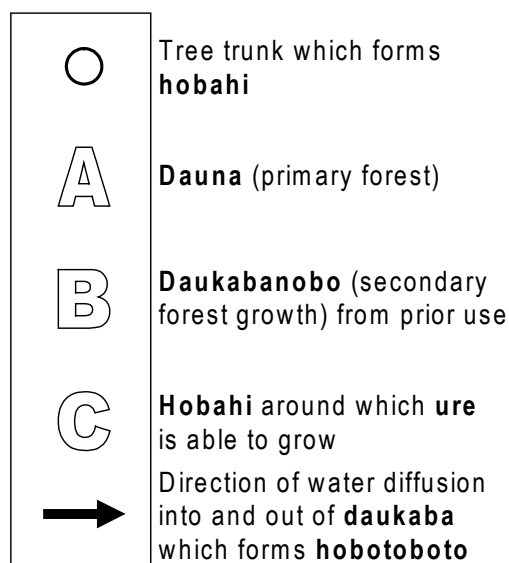 Tree trunk which forms
hobahi
A
Dauna (primary forest)
B
Daukabanobo (secondary
forest growth) from prior use
C
Hobahi around which ure
is able to grow
Direction of water diffusion
into and out of daukaba
which forms hobotoboto